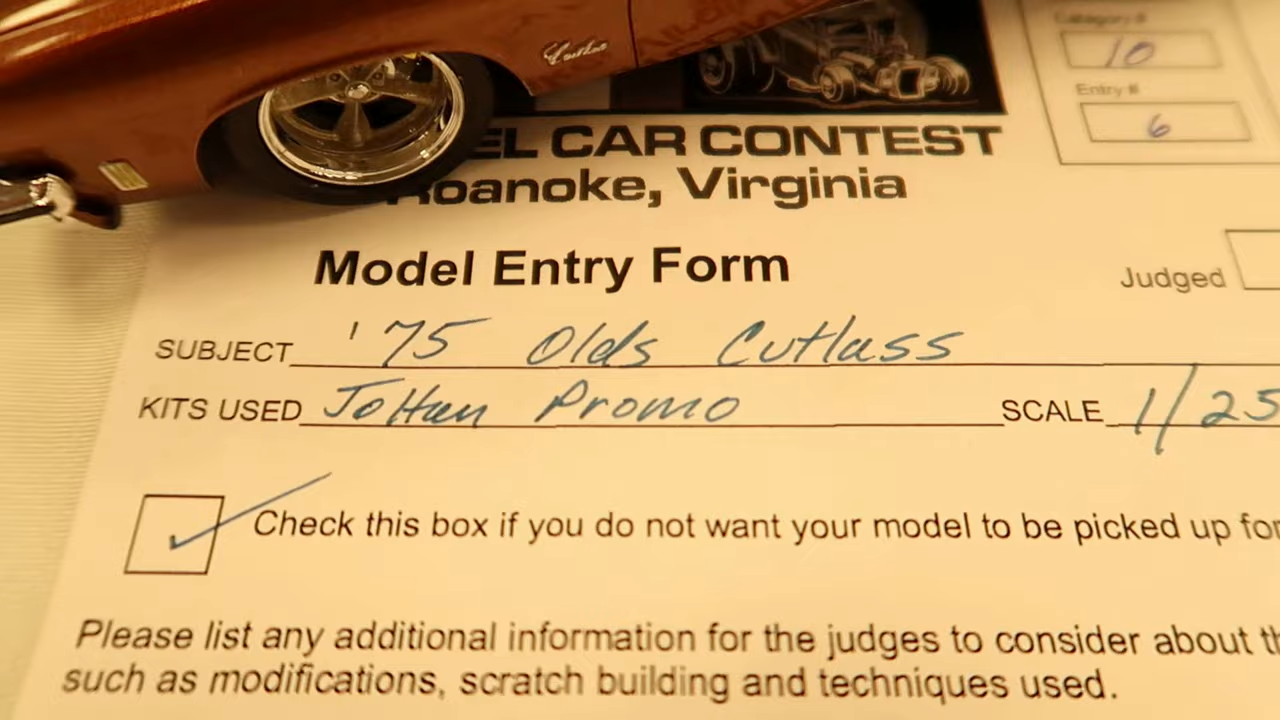 Cutlass
Category#
10
Entry #
6
EL CAR CONTEST
Roanoke, Virginia
Model Entry Form
Judged
SUBJECT '75 Olds Cutlass
KITS USED JoHan Promo SCALE 1/25
Check this box if you do not want your model to be picked up for
Please list any additional information for the judges to consider about th
such as modifications, scratch building and techniques used.